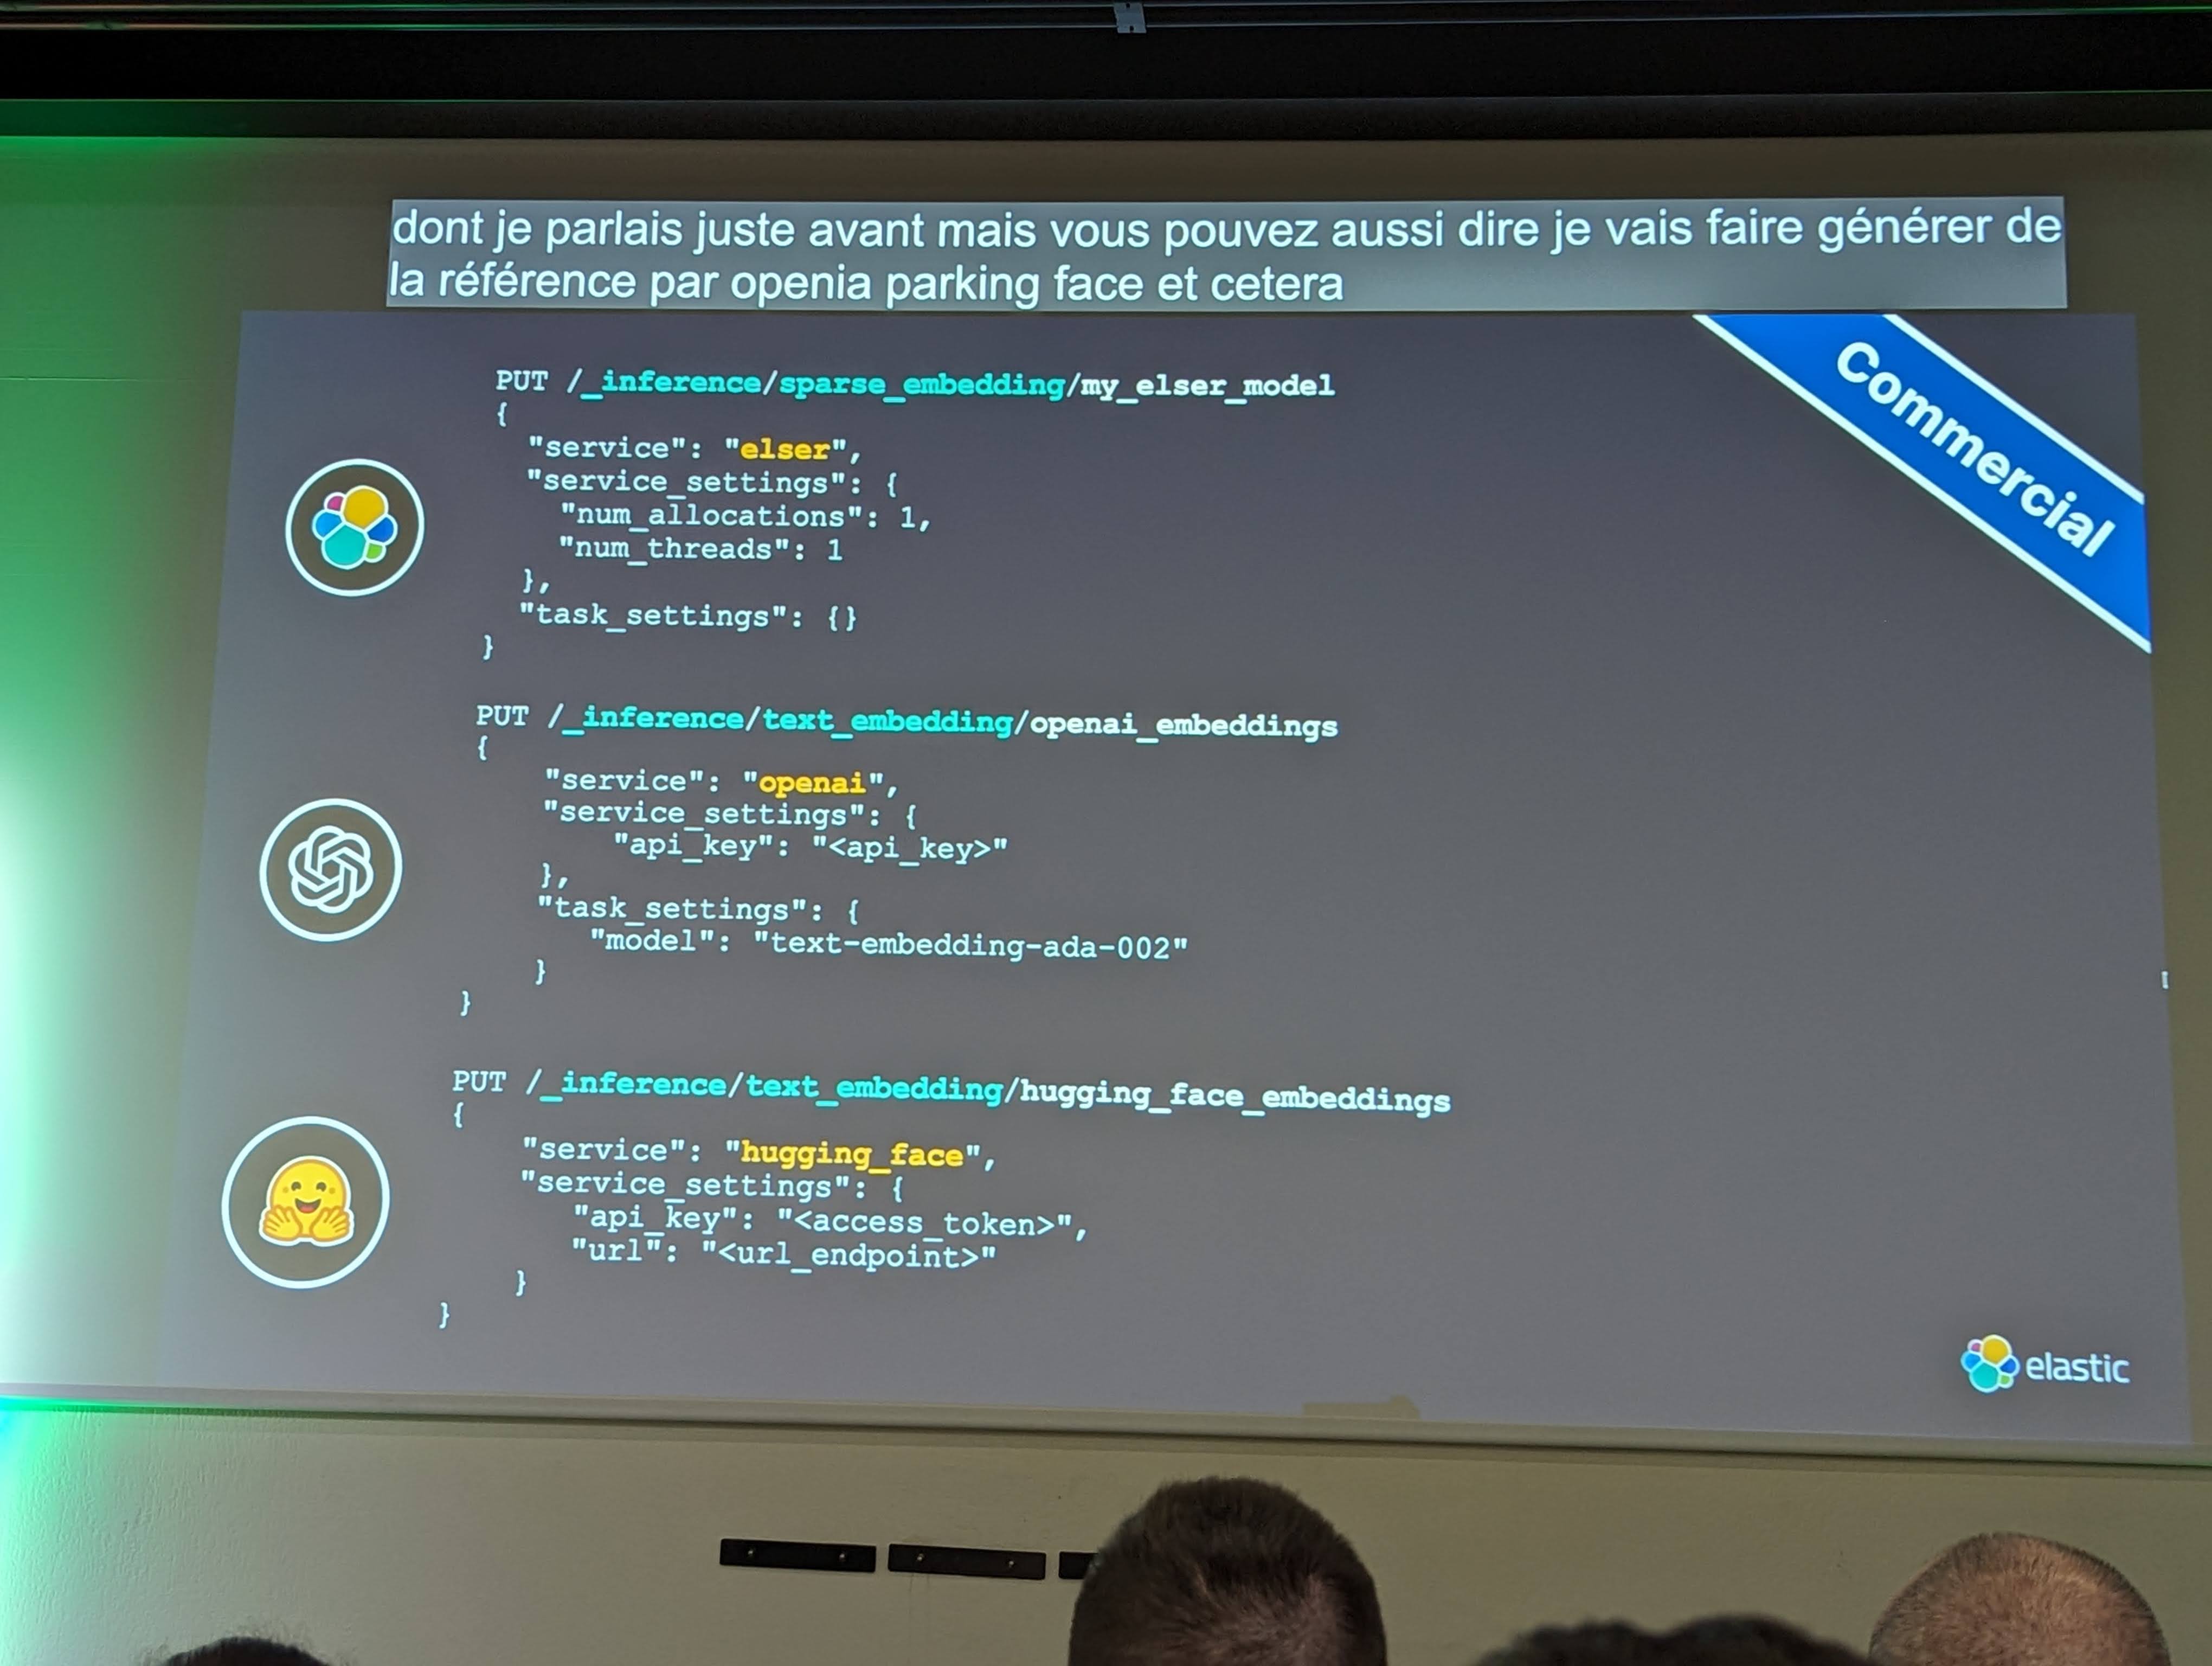 dont je parlais juste avant mais vous pouvez aussi dire je vais faire générer de
la référence par openia parking face et cetera
Commercial
PUT /_inference/sparse_embedding/my_elser_model
{
"service": "elser",
"service_settings": {
"num_allocations": 1,
"num_threads": 1
},
"task_settings": {}
}
PUT /_inference/text_embedding/openai_embeddings
{
"service": "openai",
"service_settings": {
"api_key": "<api_key>"
},
"task_settings": {
"model": "text-embedding-ada-002"
}
}
PUT /_inference/text_embedding/hugging_face_embeddings
{
"service": "hugging_face",
"service_settings": {
"api_key": "<access_token>",
"url": "<url_endpoint>"
}
}
elastic